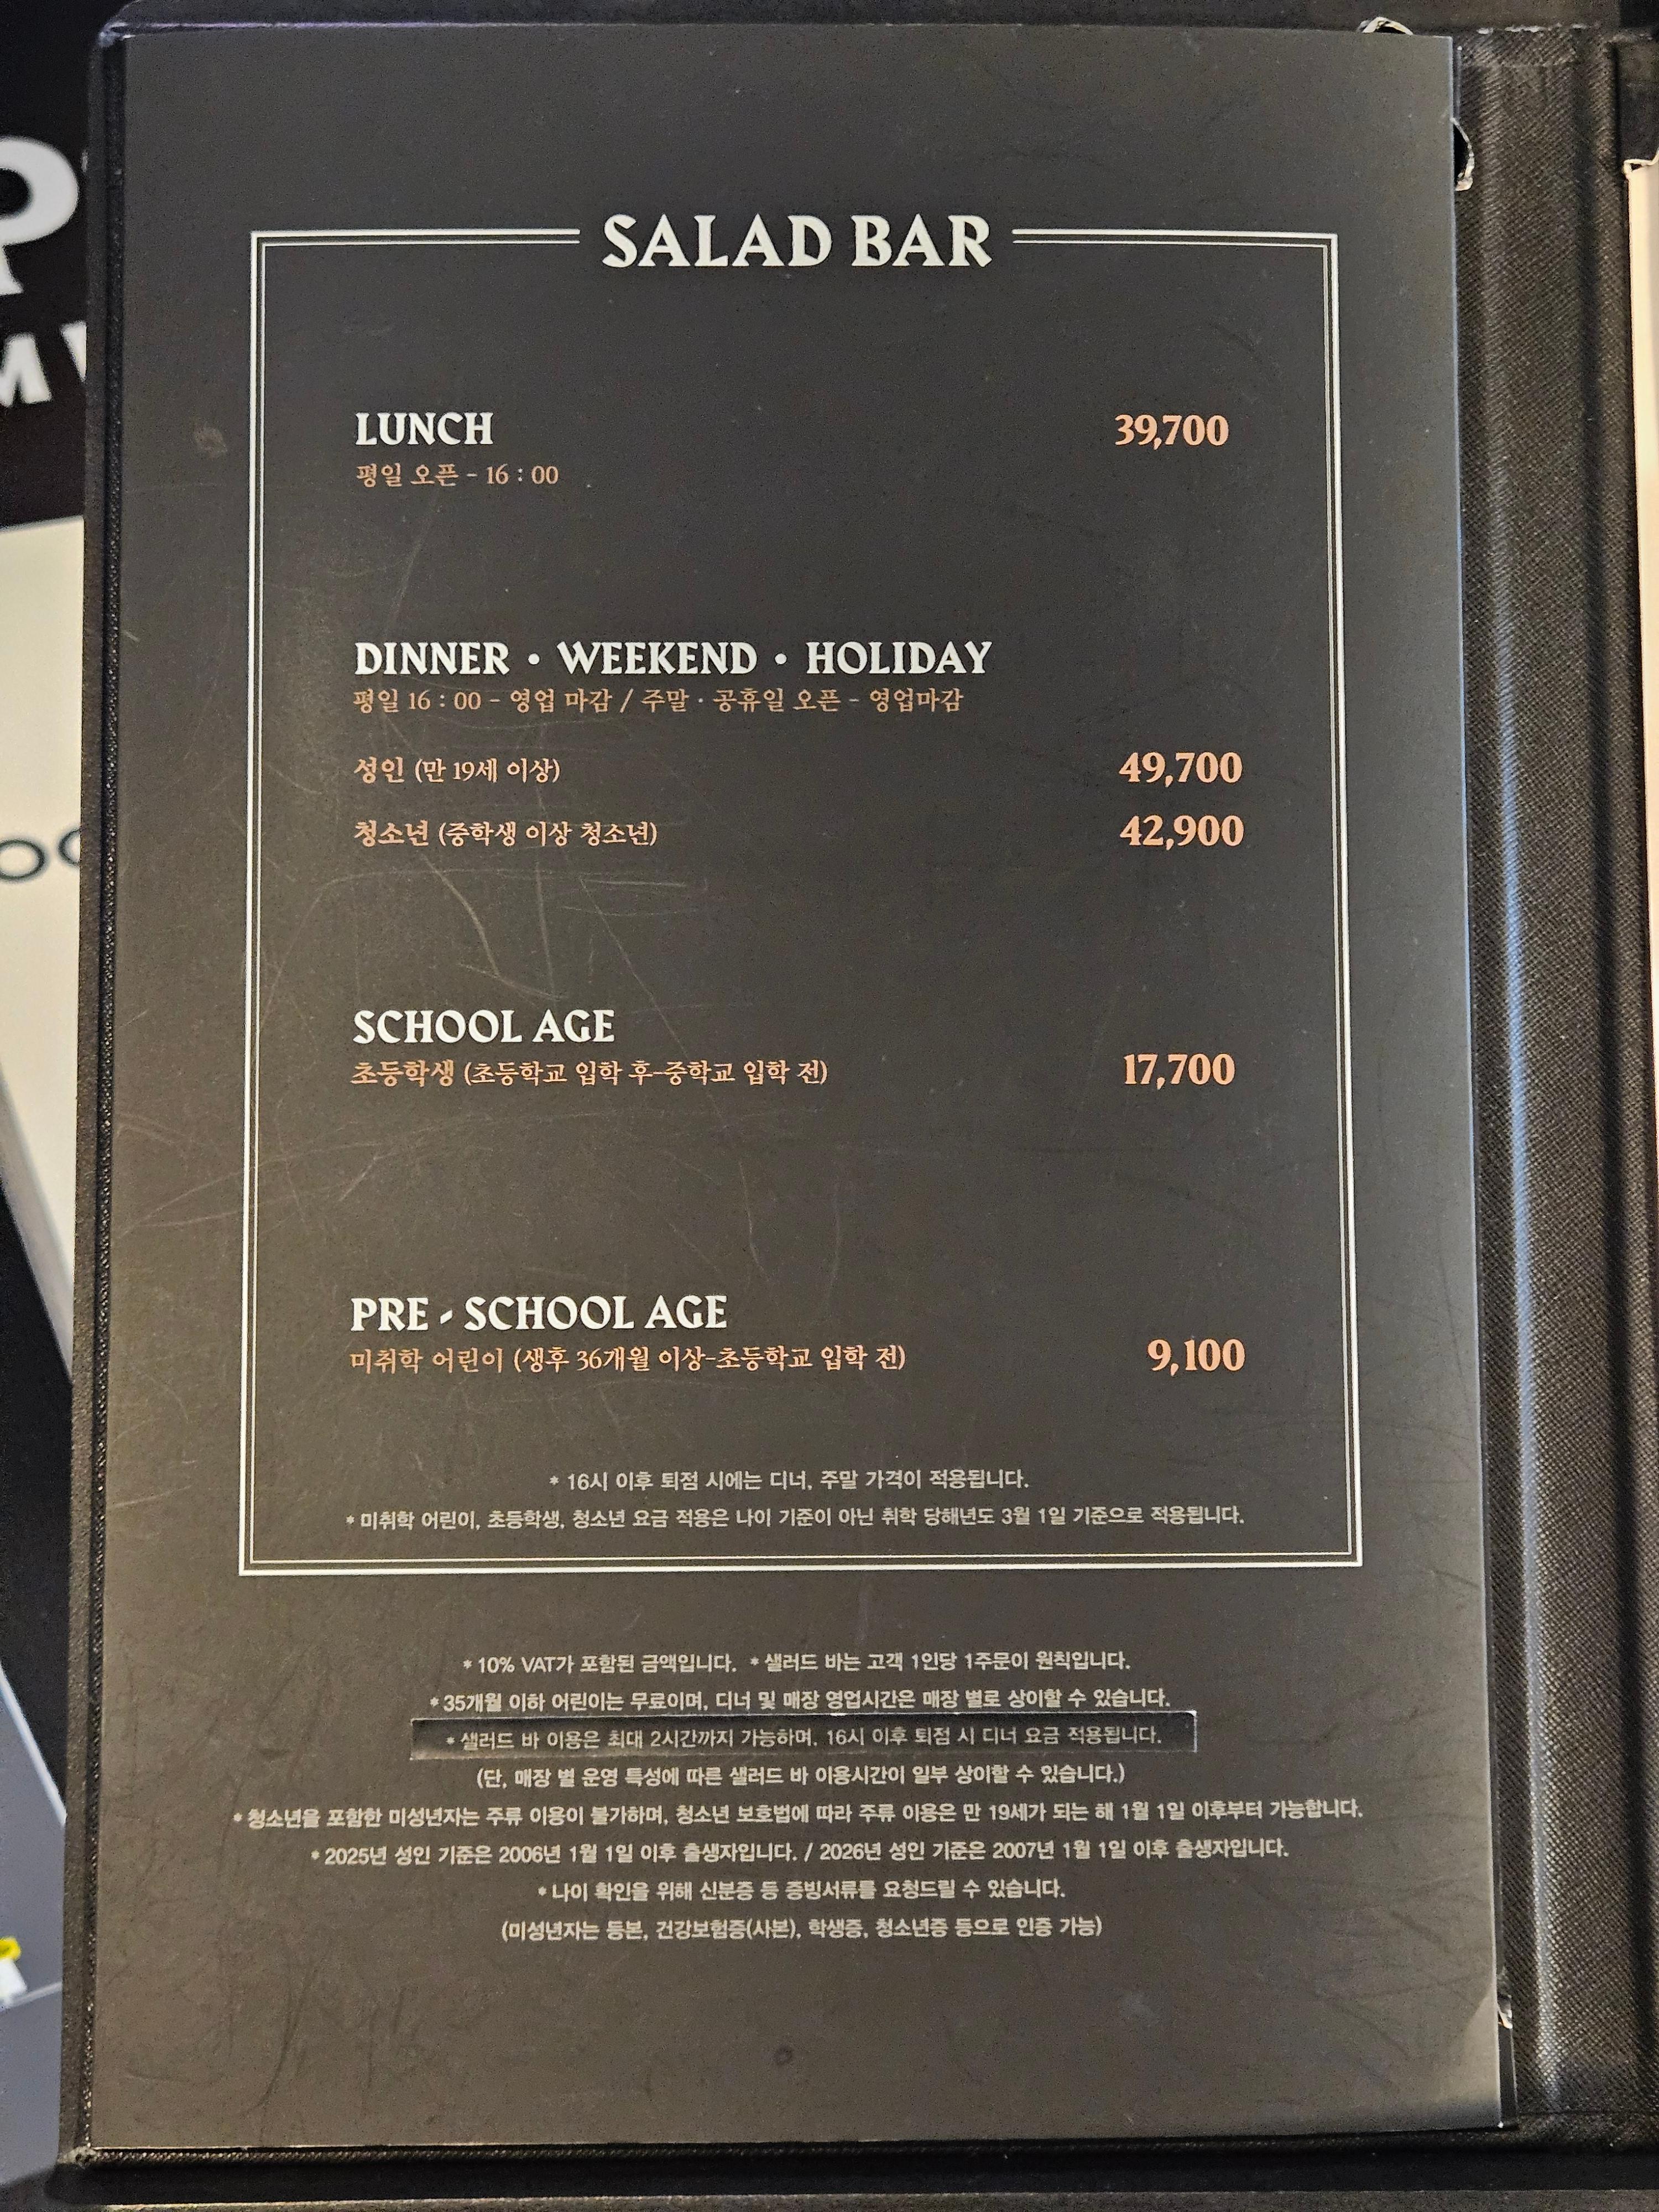 SALAD BAR
LUNCH 39,700
평일 오픈 - 16 : 00
DINNER • WEEKEND • HOLIDAY
평일 16 : 00 - 영업 마감 / 주말 · 공휴일 오픈 - 영업마감
성인 (만 19세 이상) 49,700
청소년 (중학생 이상 청소년) 42,900
SCHOOL AGE
초등학생 (초등학교 입학 후-중학교 입학 전) 17,700
PRE - SCHOOL AGE
미취학 어린이 (생후 36개월 이상-초등학교 입학 전) 9,100
* 16시 이후 퇴점 시에는 디너, 주말 가격이 적용됩니다.
* 미취학 어린이, 초등학생, 청소년 요금 적용은 나이 기준이 아닌 취학 당해년도 3월 1일 기준으로 적용됩니다.
* 10% VAT가 포함된 금액입니다. * 샐러드 바는 고객 1인당 1주문이 원칙입니다.
* 35개월 이하 어린이는 무료이며, 디너 및 매장 영업시간은 매장 별로 상이할 수 있습니다.
* 샐러드 바 이용은 최대 2시간까지 가능하며, 16시 이후 퇴점 시 디너 요금 적용됩니다.
(단, 매장 별 운영 특성에 따른 샐러드 바 이용시간이 일부 상이할 수 있습니다.)
* 청소년을 포함한 미성년자는 주류 이용이 불가하며, 청소년 보호법에 따라 주류 이용은 만 19세가 되는 해 1월 1일 이후부터 가능합니다.
* 2025년 성인 기준은 2006년 1월 1일 이후 출생자입니다. / 2026년 성인 기준은 2007년 1월 1일 이후 출생자입니다.
* 나이 확인을 위해 신분증 등 증빙서류를 요청드릴 수 있습니다.
(미성년자는 등본, 건강보험증(사본), 학생증, 청소년증 등으로 인증 가능)